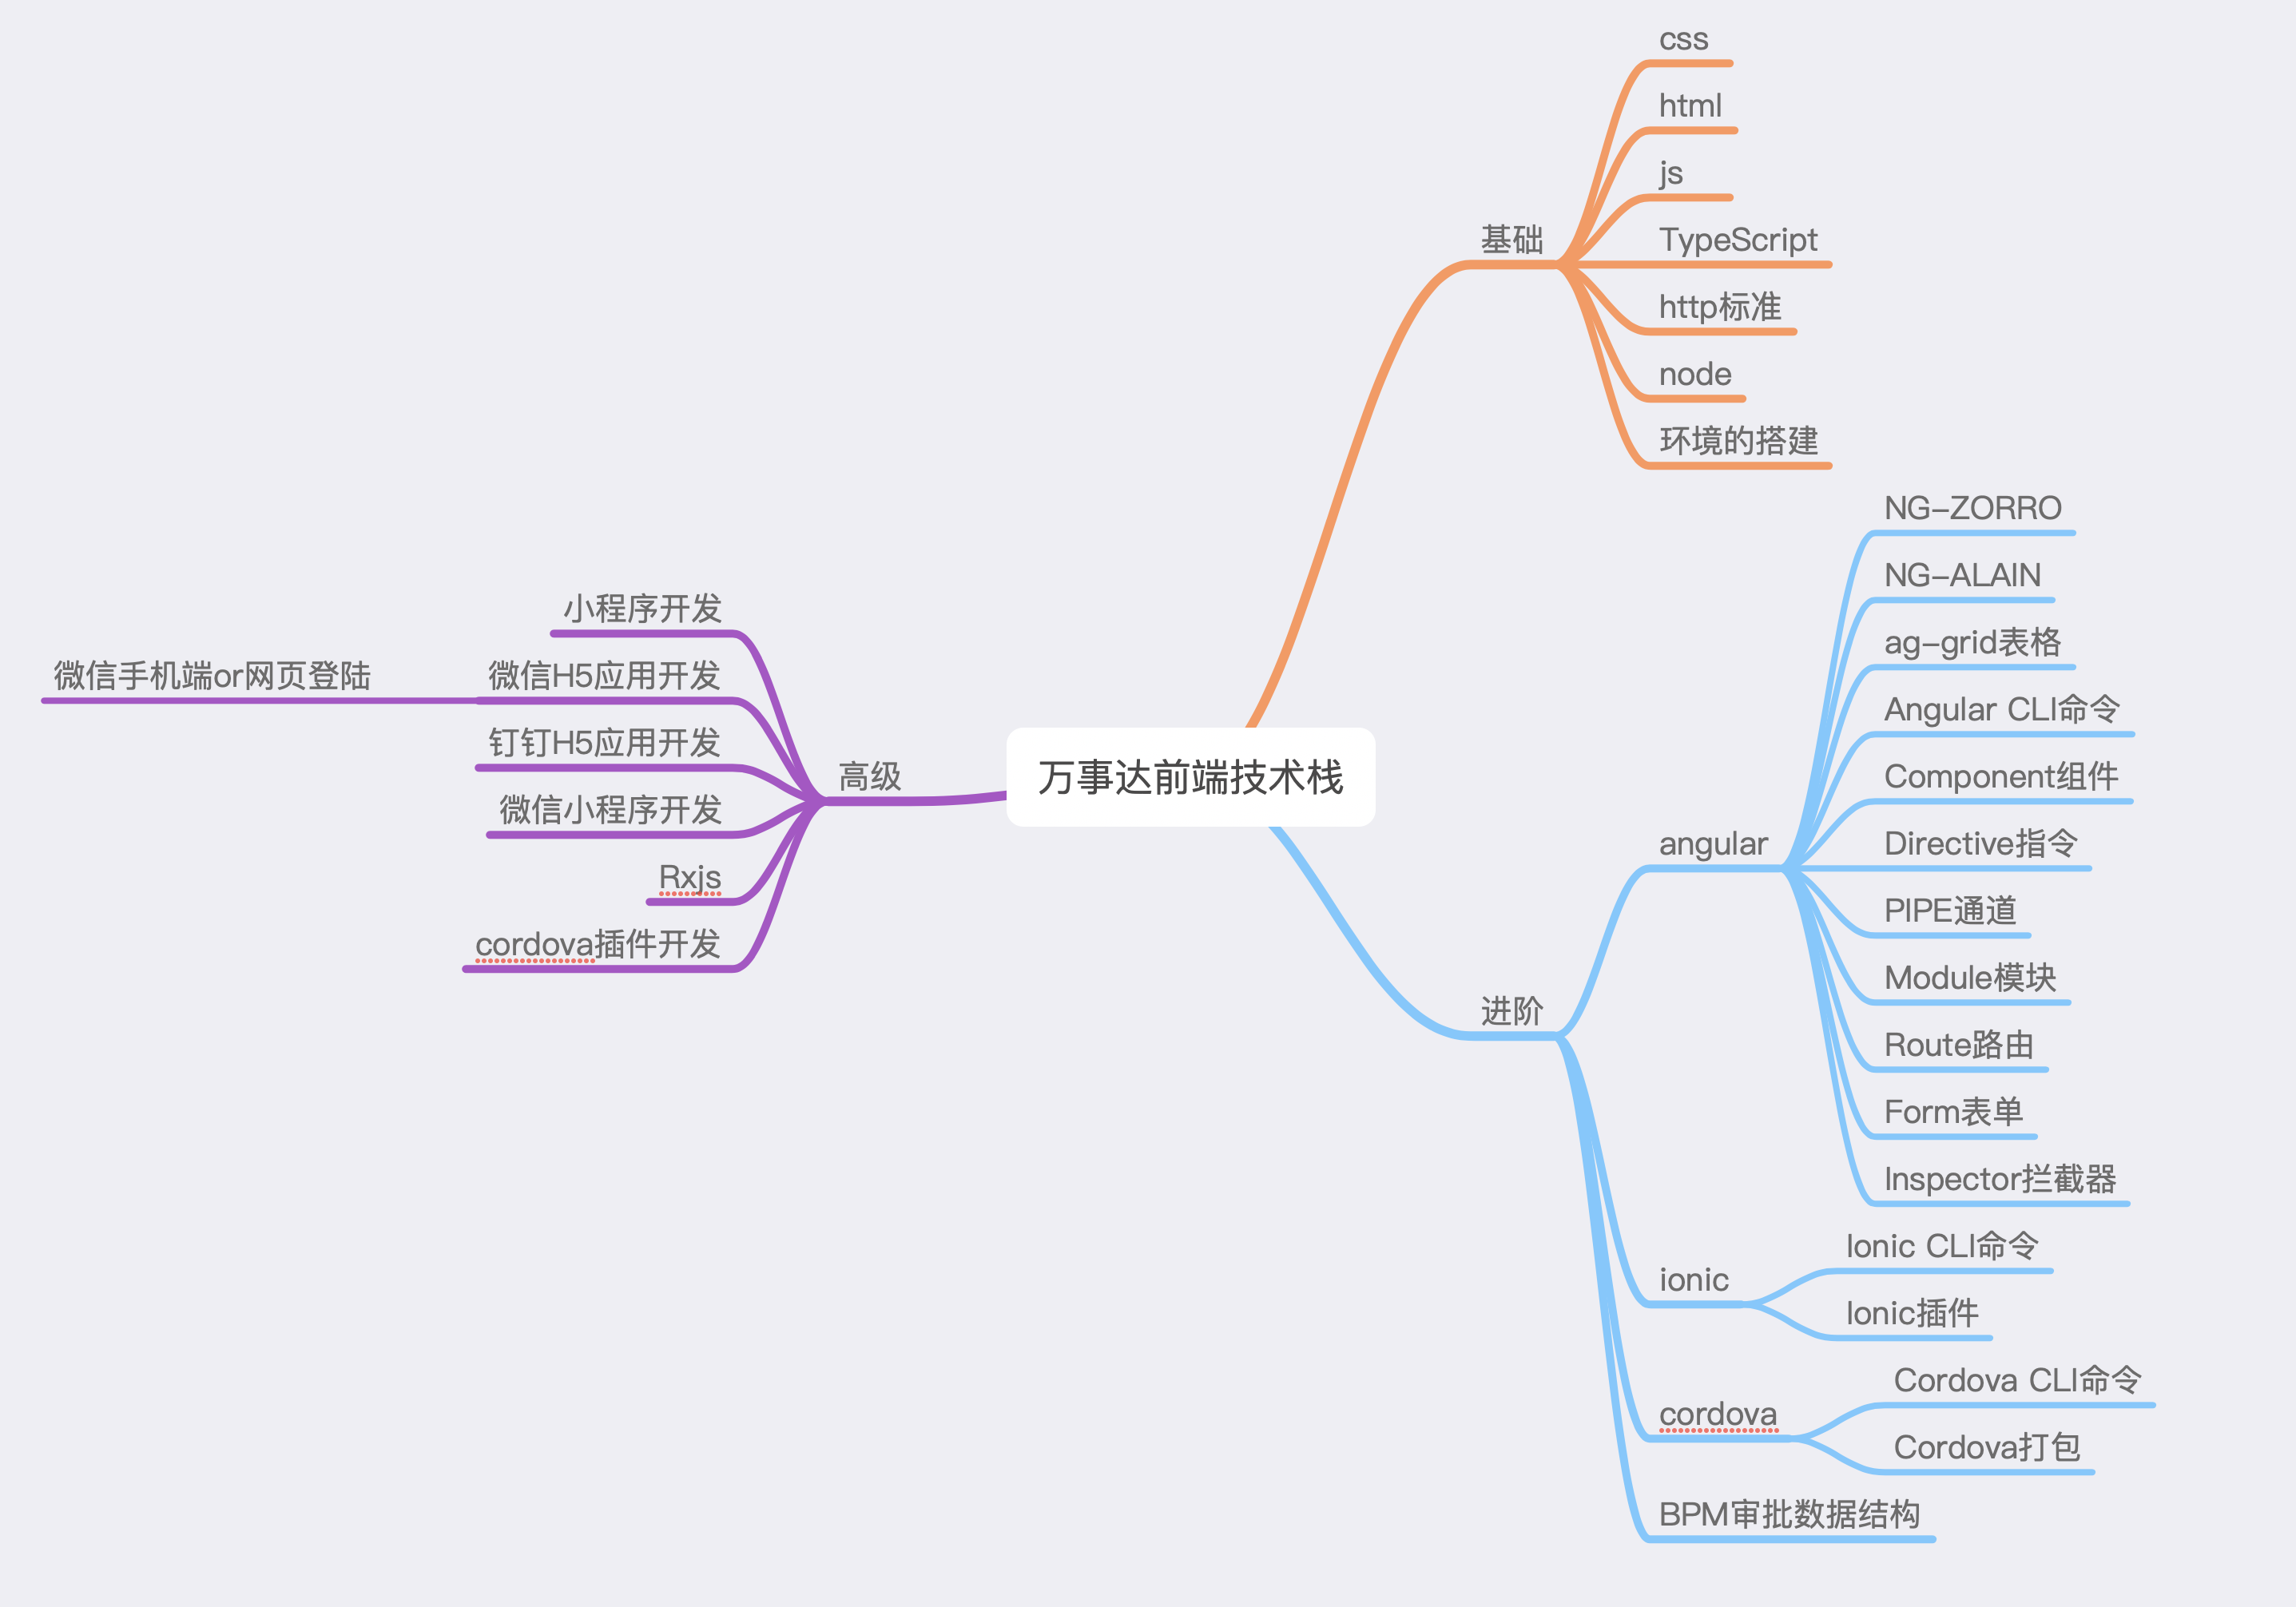 万事达前端技术栈
基础
css
html
js
TypeScript
http标准
node
环境的搭建
进阶
angular
NG-ZORRO
NG-ALAIN
ag-grid表格
Angular CLI命令
Component组件
Directive指令
PIPE通道
Module模块
Route路由
Form表单
Inspector拦截器
ionic
Ionic CLI命令
Ionic插件
cordova
Cordova CLI命令
Cordova打包
BPM审批数据结构
高级
小程序开发
微信H5应用开发
微信手机端or网页登陆
钉钉H5应用开发
微信小程序开发
Rxjs
cordova插件开发